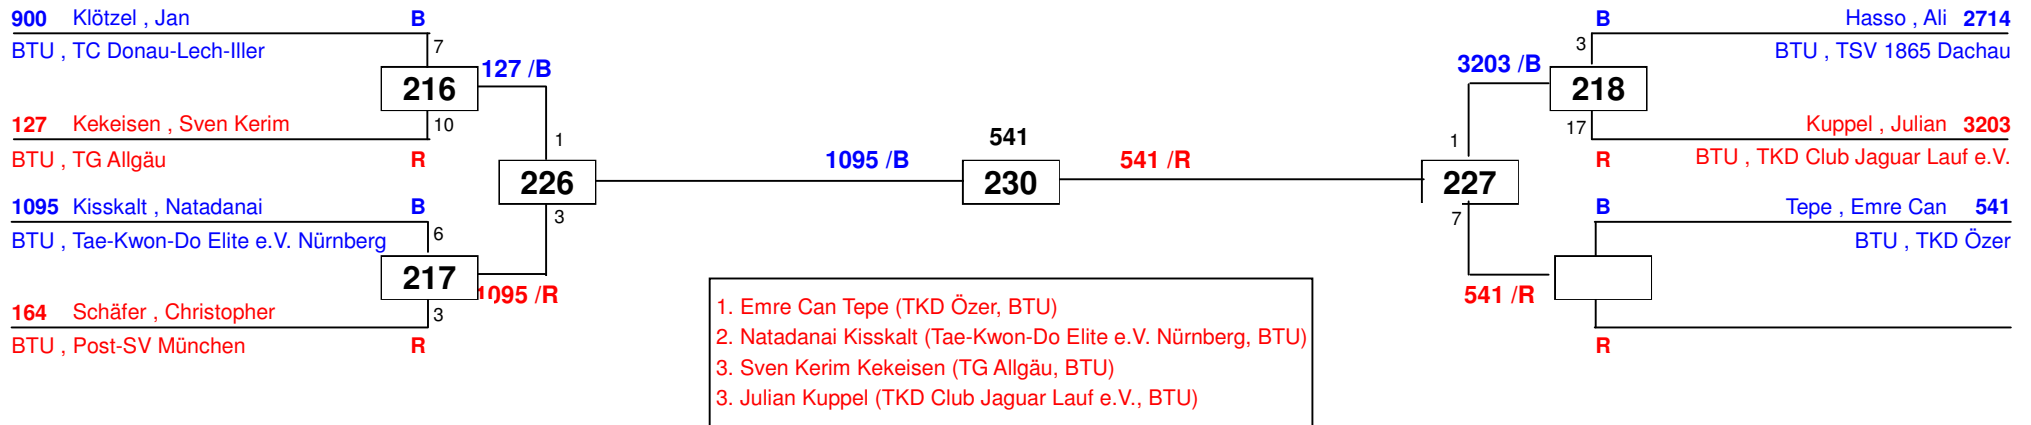 900 Klötzel , Jan B
7
BTU , TC Donau-Lech-Iller
216
127 /B
127 Kekeisen , Sven Kerim
10
BTU , TG Allgäu R
1
226
3
1095 Kisskalt , Natadanai B
6
BTU , Tae-Kwon-Do Elite e.V. Nürnberg
217
1095 /R
164 Schäfer , Christopher
3
BTU , Post-SV München R
541
1095 /B
230
541 /R
B Hasso , Ali 2714
3
BTU , TSV 1865 Dachau
3203 /B
218
17
Kuppel , Julian 3203
R BTU , TKD Club Jaguar Lauf e.V.
1
227
7
B Tepe , Emre Can 541
BTU , TKD Özer
541 /R
R
1. Emre Can Tepe (TKD Özer, BTU)
2. Natadanai Kisskalt (Tae-Kwon-Do Elite e.V. Nürnberg, BTU)
3. Sven Kerim Kekeisen (TG Allgäu, BTU)
3. Julian Kuppel (TKD Club Jaguar Lauf e.V., BTU)